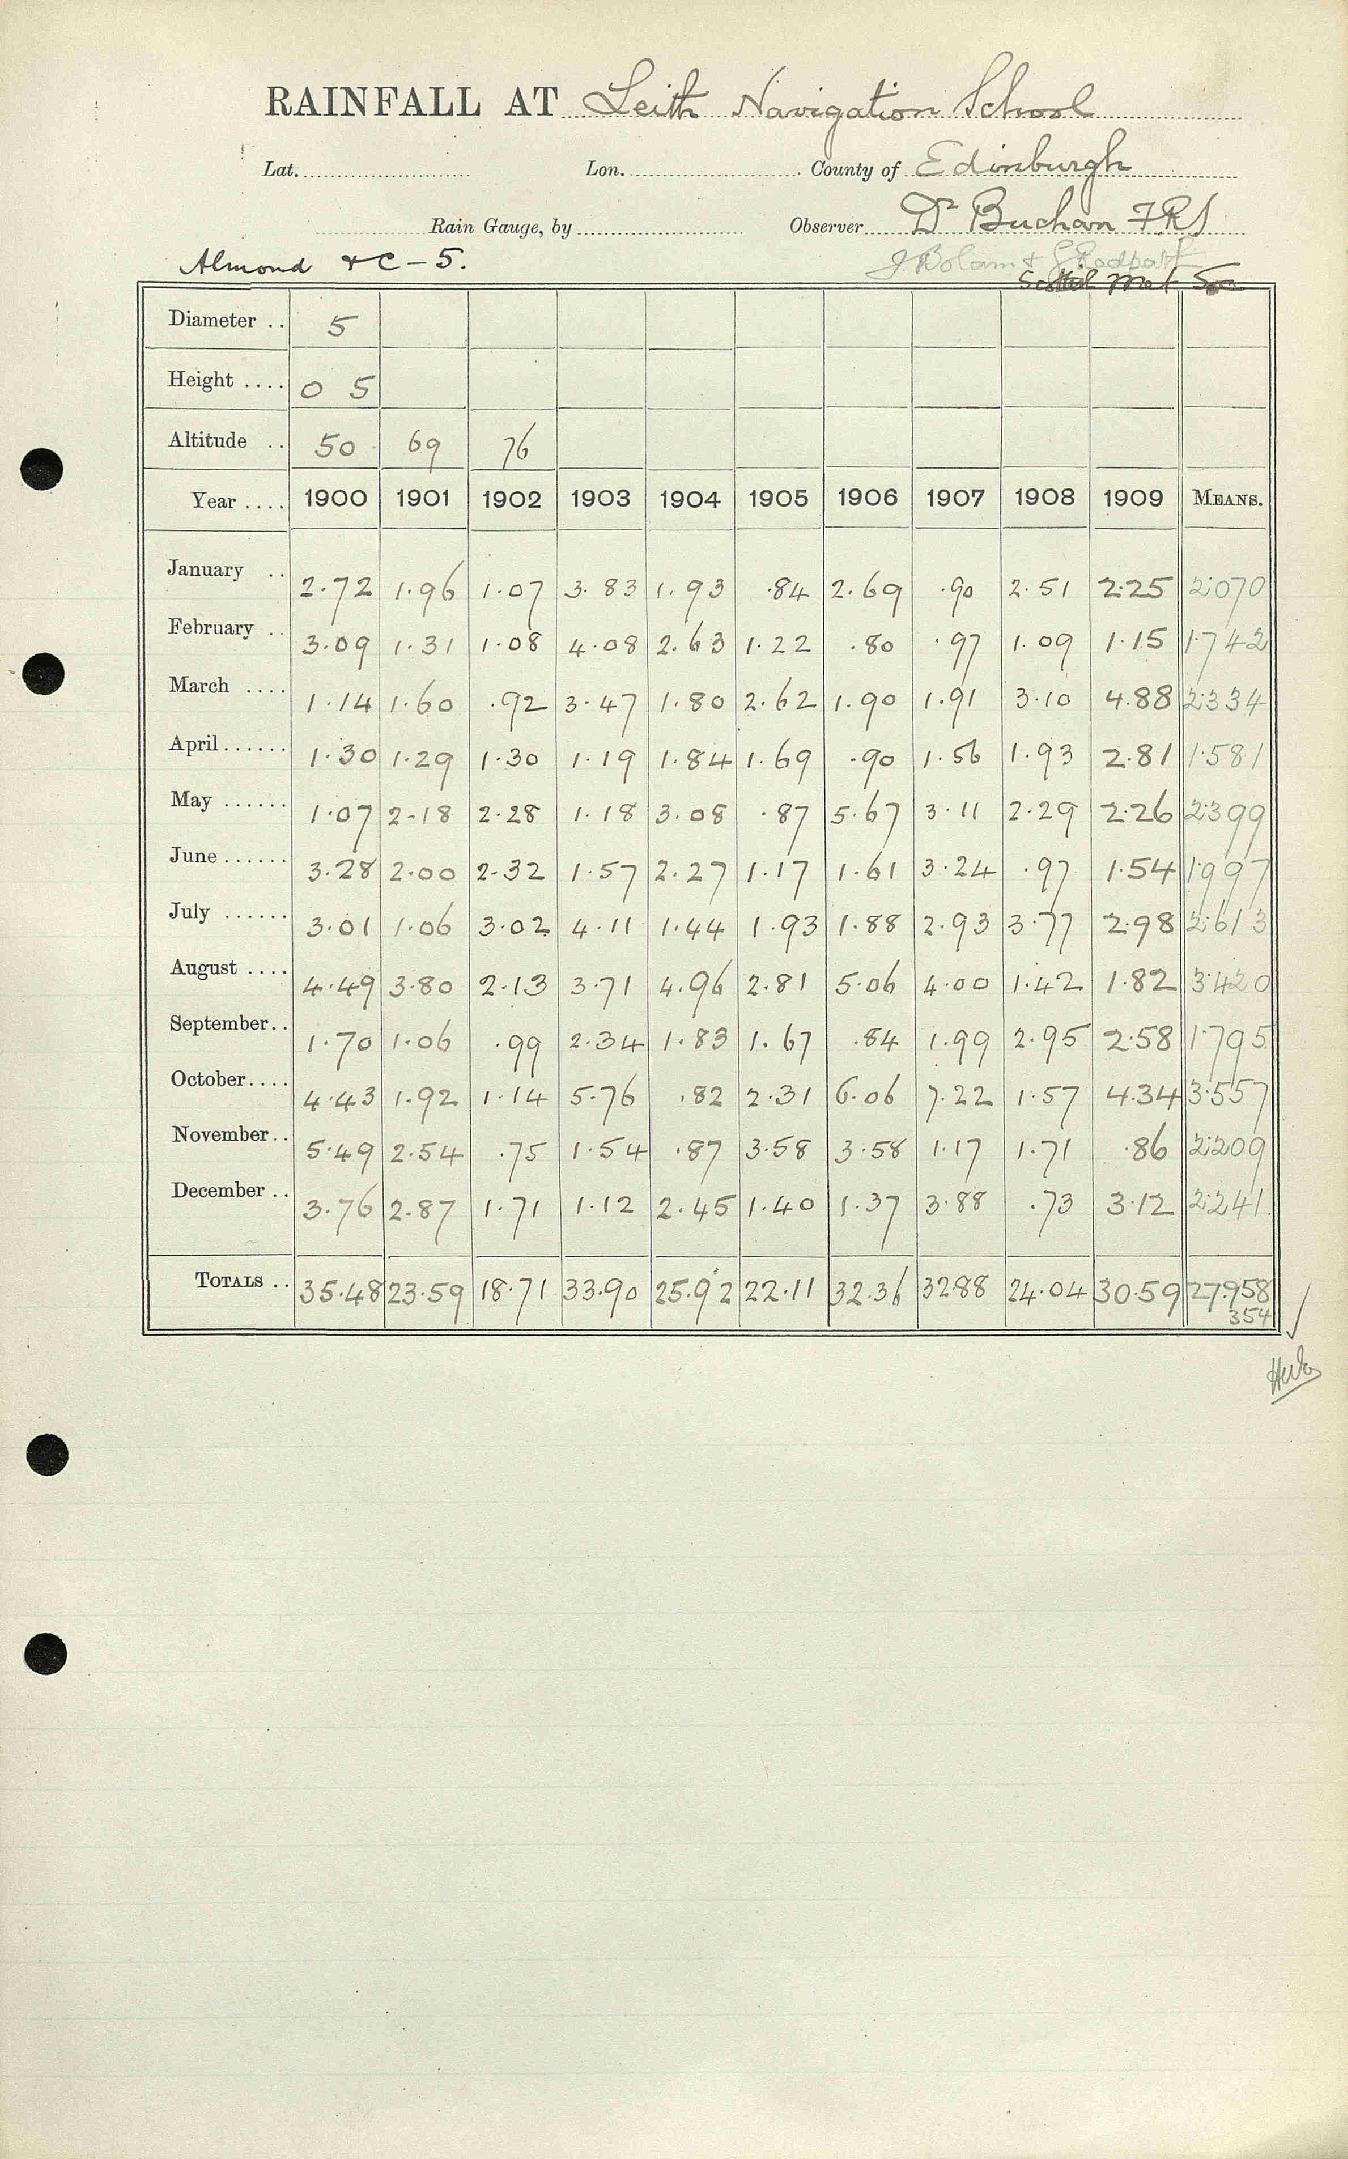 RAINFALL AT Leith Navigation School
Lat. Lon. County of Edinburgh
Rain Gauge, by Observer Dr Buchan F.R.S
Almond &c - 5. J Bolam &
Scottish Met Soc
Diameter .. 5
Height .... 0 5
Altitude .. 50 69 76
Year .... 1900 1901 1902 1903 1904 1905 1906 1907 1908 1909 MEANS.
January .. 2.72 1.96 1.07 3.83 1.93 .84 2.69 .90 2.51 2.25 2.070
February .. 3.09 1.31 1.08 4.08 2.63 1.22 .80 .97 1.09 1.15 1.742
March .... 1.14 1.60 .92 3.47 1.80 2.62 1.90 1.91 3.10 4.88 2.334
April...... 1.30 1.29 1.30 1.19 1.84 1.69 .90 1.56 1.93 2.81 1.581
May ...... 1.07 2.18 2.28 1.18 3.08 .87 5.67 3.11 2.29 2.26 2.399
June...... 3.28 2.00 2.32 1.57 2.27 1.17 1.61 3.24 .97 1.54 1.997
July ...... 3.01 1.06 3.02 4.11 1.44 1.93 1.88 2.93 3.77 2.98 2.613
August .... 4.49 3.80 2.13 3.71 4.96 2.81 5.06 4.00 1.42 1.82 3.420
September.. 1.70 1.06 .99 2.34 1.83 1.67 .84 1.99 2.95 2.58 1.795
October.... 4.43 1.92 1.14 5.76 .82 2.31 6.06 7.22 1.57 4.34 3.557
November.. 5.49 2.54 .75 1.54 .87 3.58 3.58 1.17 1.71 .86 2.209
December .. 3.76 2.87 1.71 1.12 2.45 1.40 1.37 3.88 .73 3.12 2.241
TOTALS .. 35.48 23.59 18.71 33.90 25.92 22.11 32.36 32.88 24.04 30.59 27.958
354